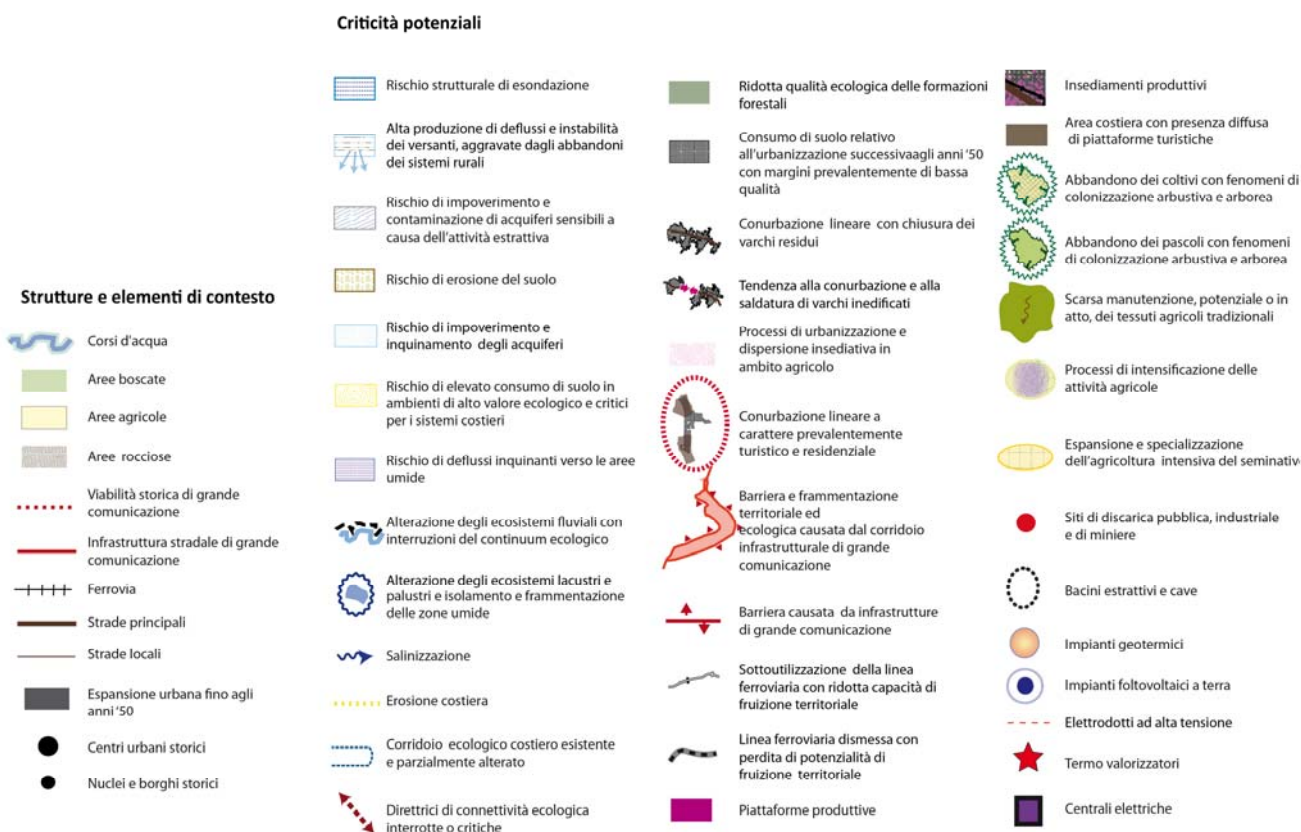 Criticità potenziali
Strutture e elementi di contesto
Corsi d'acqua
Aree boscate
Aree agricole
Aree rocciose
Viabilità storica di grande
comunicazione
Infrastruttura stradale di grande
comunicazione
Ferrovia
Strade principali
Strade locali
Espansione urbana fino agli
anni '50
Centri urbani storici
Nuclei e borghi storici
Rischio strutturale di esondazione
Alta produzione di deflussi e instabilità
dei versanti, aggravate dagli abbandoni
dei sistemi rurali
Rischio di impoverimento e
contaminazione di acquiferi sensibili a
causa dell'attività estrattiva
Rischio di erosione del suolo
Rischio di impoverimento e
inquinamento degli acquiferi
Rischio di elevato consumo di suolo in
ambienti di alto valore ecologico e critici
per i sistemi costieri
Rischio di deflussi inquinanti verso le aree
umide
Alterazione degli ecosistemi fluviali con
interruzioni del continuum ecologico
Alterazione degli ecosistemi lacustri e
palustri e isolamento e frammentazione
delle zone umide
Salinizzazione
Erosione costiera
Corridoio ecologico costiero esistente
e parzialmente alterato
Direttrici di connettività ecologica
interrotte o critiche
Ridotta qualità ecologica delle formazioni
forestali
Consumo di suolo relativo
all'urbanizzazione successivaagli anni '50
con margini prevalentemente di bassa
qualità
Conurbazione lineare con chiusura dei
varchi residui
Tendenza alla conurbazione e alla
saldatura di varchi inedificati
Processi di urbanizzazione e
dispersione insediativa in
ambito agricolo
Conurbazione lineare a
carattere prevalentemente
turistico e residenziale
Barriera e frammentazione
territoriale ed
ecologica causata dal corridoio
infrastrutturale di grande
comunicazione
Barriera causata da infrastrutture
di grande comunicazione
Sottoutilizzazione della linea
ferroviaria con ridotta capacità di
fruizione territoriale
Linea ferroviaria dismessa con
perdita di potenzialità di
fruizione territoriale
Piattaforme produttive
Insediamenti produttivi
Area costiera con presenza diffusa
di piattaforme turistiche
Abbandono dei coltivi con fenomeni di
colonizzazione arbustiva e arborea
Abbandono dei pascoli con fenomeni
di colonizzazione arbustiva e arborea
Scarsa manutenzione, potenziale o in
atto, dei tessuti agricoli tradizionali
Processi di intensificazione delle
attività agricole
Espansione e specializzazione
dell'agricoltura intensiva del seminativ
Siti di discarica pubblica, industriale
e di miniere
Bacini estrattivi e cave
Impianti geotermici
Impianti foltovoltaici a terra
Elettrodotti ad alta tensione
Termo valorizzatori
Centrali elettriche